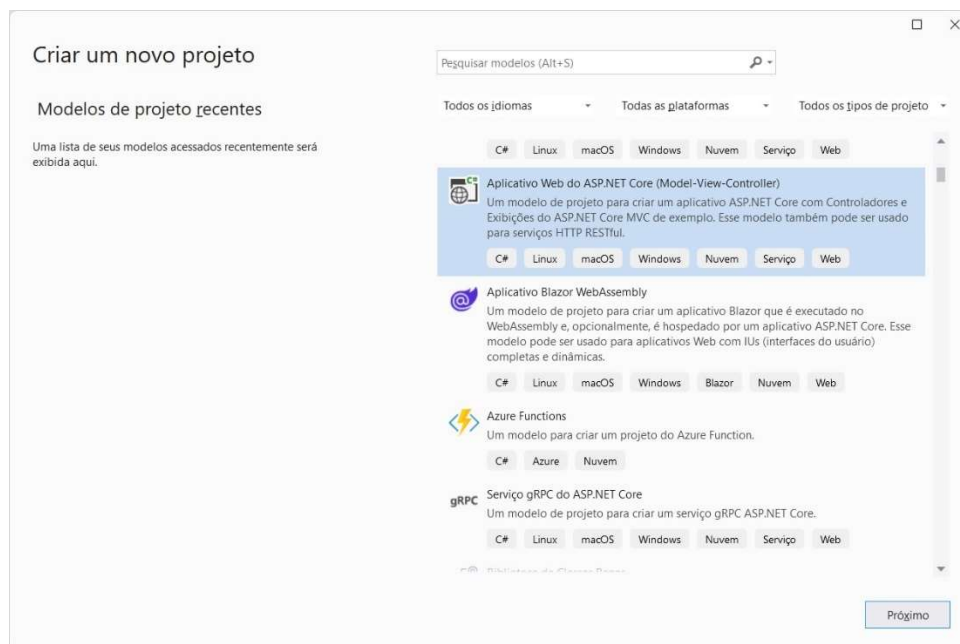 Criar um novo projeto
Pesquisar modelos (Alt+S)
Modelos de projeto recentes
Todos os idiomas
Todas as plataformas
Todos os tipos de projeto
Uma lista de seus modelos acessados recentemente será
exibida aqui.
C# Linux macOS Windows Nuvem Serviço Web
Aplicativo Web do ASP.NET Core (Model-View-Controller)
Um modelo de projeto para criar um aplicativo ASP.NET Core com Controladores e
Exibições do ASP.NET Core MVC de exemplo. Esse modelo também pode ser usado
para serviços HTTP RESTful.
C# Linux macOS Windows Nuvem Serviço Web
Aplicativo Blazor WebAssembly
Um modelo de projeto para criar um aplicativo Blazor que é executado no
WebAssembly e, opcionalmente, é hospedado por um aplicativo ASP.NET Core. Esse
modelo pode ser usado para aplicativos Web com IUs (interfaces do usuário)
completas e dinâmicas.
C# Linux macOS Windows Blazor Nuvem Web
Azure Functions
Um modelo para criar um projeto do Azure Function.
C# Azure Nuvem
gRPC Serviço gRPC do ASP.NET Core
Um modelo de projeto para criar um serviço gRPC ASP.NET Core.
C# Linux macOS Windows Nuvem Serviço Web
Próximo